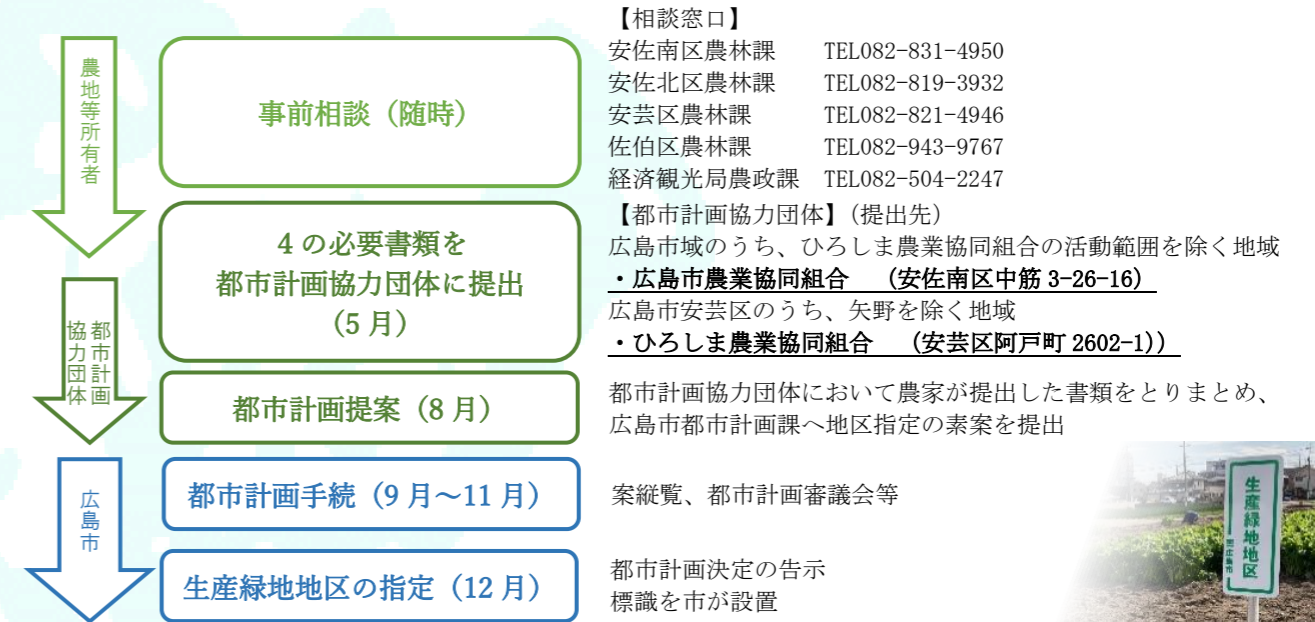 農地等所有者
事前相談（随時）
【相談窓口】
安佐南区農林課　　TEL082-831-4950
安佐北区農林課　　TEL082-819-3932
安芸区農林課　　　TEL082-821-4946
佐伯区農林課　　　TEL082-943-9767
経済観光局農政課　TEL082-504-2247
4の必要書類を
都市計画協力団体に提出
（5月）
【都市計画協力団体】（提出先）
広島市域のうち、ひろしま農業協同組合の活動範囲を除く地域
・広島市農業協同組合　（安佐南区中筋 3-26-16）
広島市安芸区のうち、矢野を除く地域
・ひろしま農業協同組合　（安芸区阿戸町 2602-1)）
都市計画
協力団体
都市計画提案（8月）
都市計画協力団体において農家が提出した書類をとりまとめ、
広島市都市計画課へ地区指定の素案を提出
広島市
都市計画手続（9月～11月）
案縦覧、都市計画審議会等
生産緑地地区の指定（12月）
都市計画決定の告示
標識を市が設置
生産緑地地区
広島市